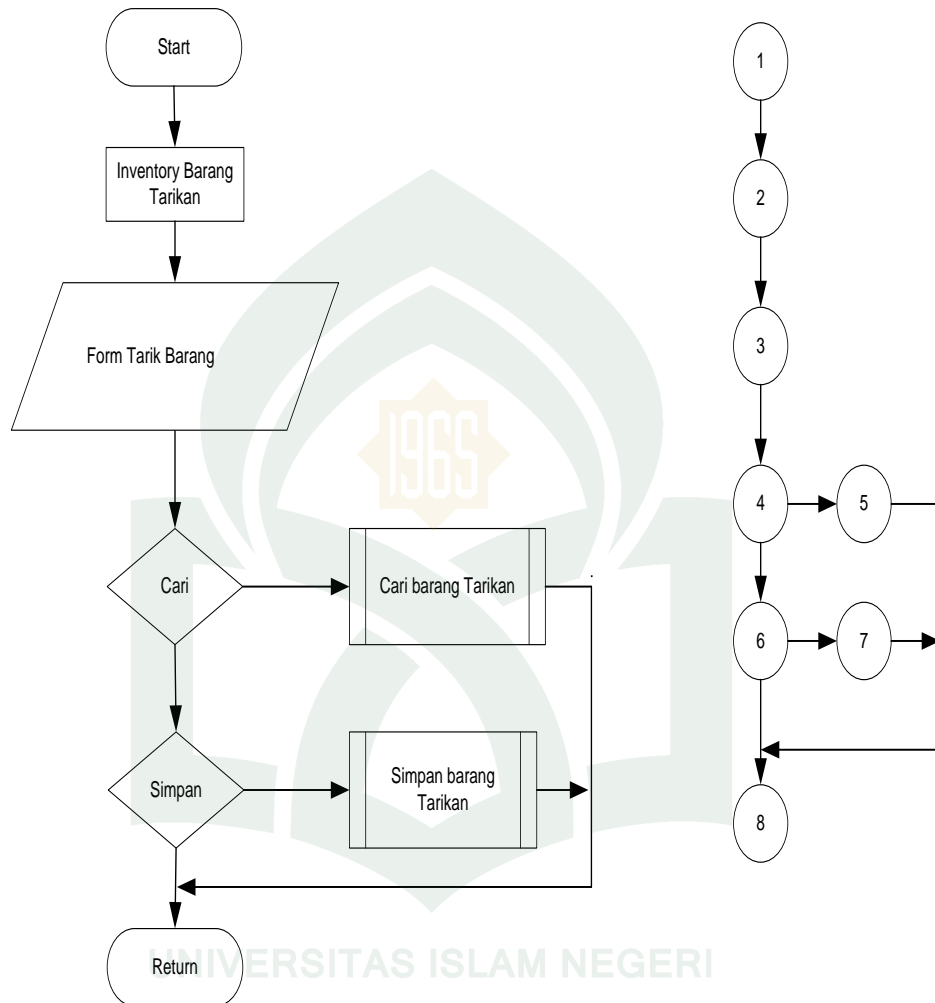 Start
Inventory Barang
Tarikan
Form Tarik Barang
Cari
Cari barang Tarikan
.
Simpan
Simpan barang
Tarikan
Return
1
2
3
4
5
6
7
8
1965
UNIVERSITAS ISLAM NEGERI